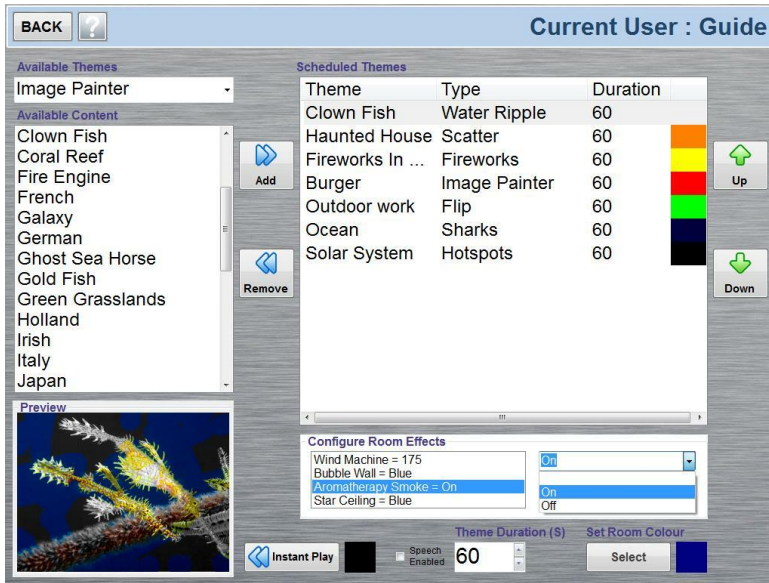 BACK
?
Current User : Guide
Available Themes
Image Painter
Available Content
Clown Fish
Coral Reef
Fire Engine
French
Galaxy
German
Ghost Sea Horse
Gold Fish
Green Grasslands
Holland
Irish
Italy
Japan
Preview
Add
Remove
Scheduled Themes
Theme Type Duration
Clown Fish Water Ripple 60
Haunted House Scatter 60
Fireworks In ... Fireworks 60
Burger Image Painter 60
Outdoor work Flip 60
Ocean Sharks 60
Solar System Hotspots 60
Up
Down
Configure Room Effects
Wind Machine = 175
Bubble Wall = Blue
Aromatherapy Smoke = On
Star Ceiling = Blue
On
On
Off
Instant Play
Speech
Enabled
Theme Duration (S)
60
Set Room Colour
Select